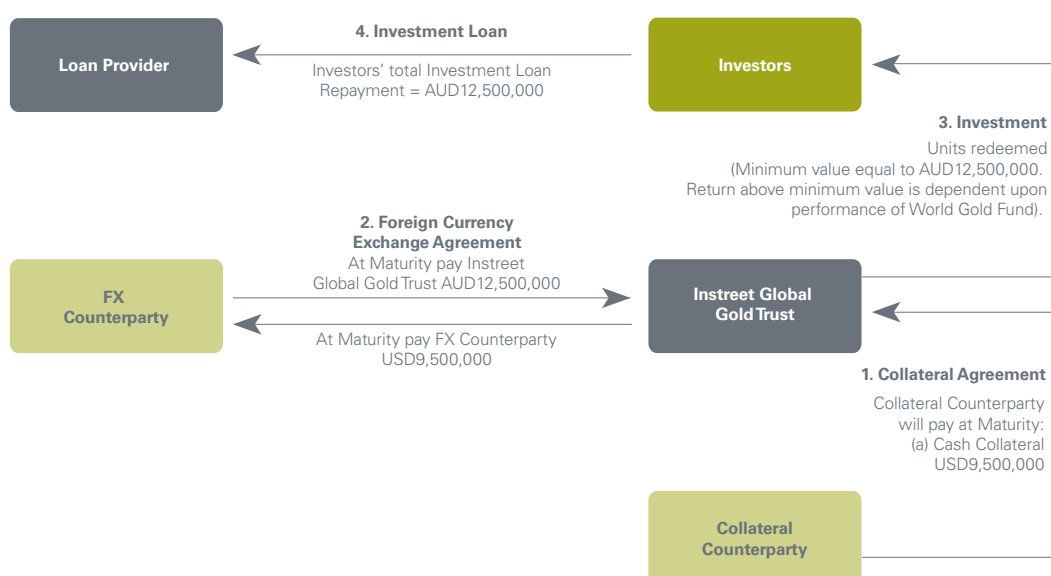 4. Investment Loan
Loan Provider
Investors' total Investment Loan
Repayment = AUD12,500,000
Investors
3. Investment
Units redeemed
(Minimum value equal to AUD12,500,000.
Return above minimum value is dependent upon
performance of World Gold Fund).
2. Foreign Currency
Exchange Agreement
At Maturity pay Instreet
Global Gold Trust AUD12,500,000
FX
Counterparty
At Maturity pay FX Counterparty
USD9,500,000
Instreet Global
Gold Trust
1. Collateral Agreement
Collateral Counterparty
will pay at Maturity:
(a) Cash Collateral
USD9,500,000
Collateral
Counterparty